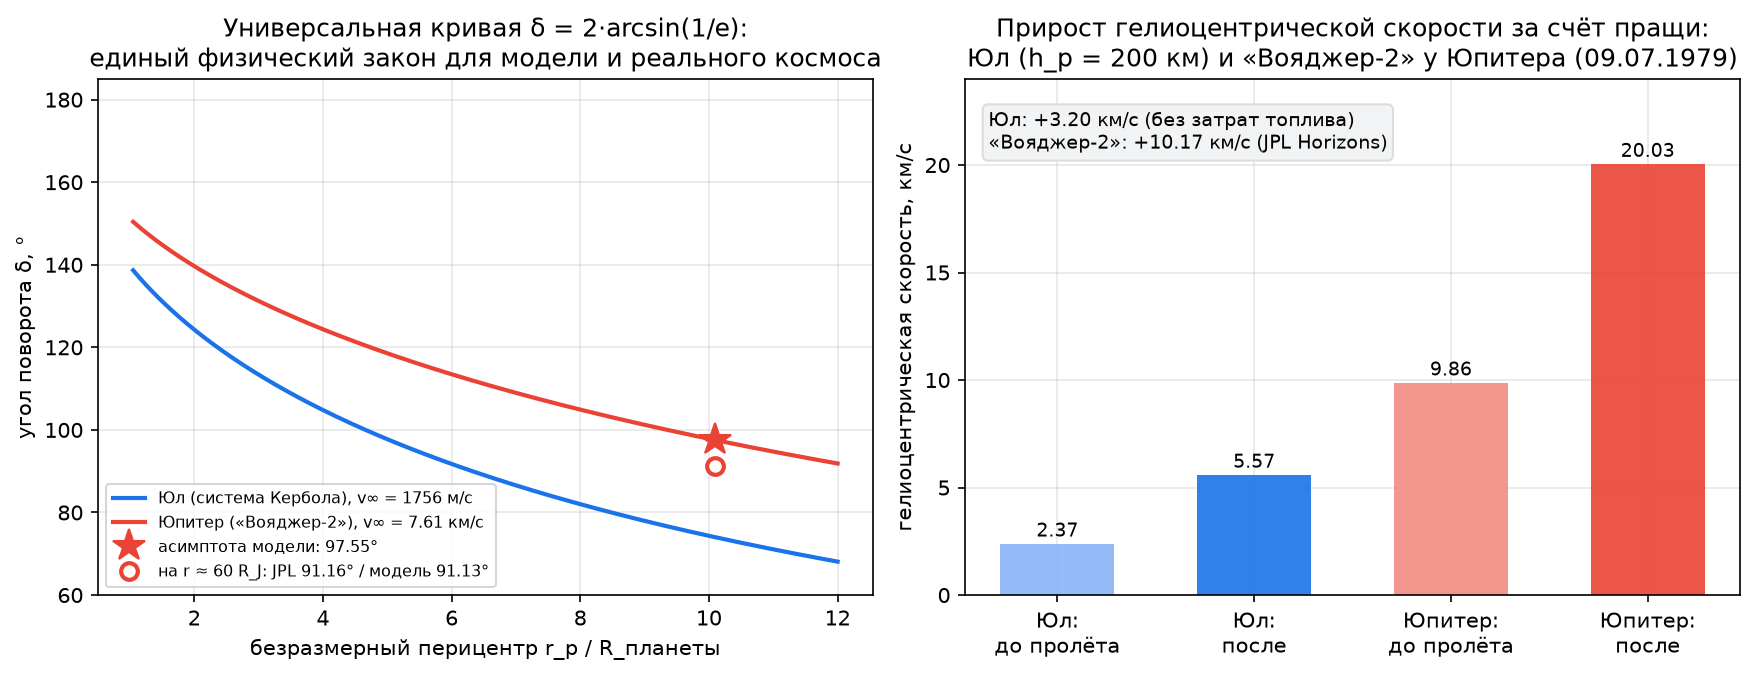 Универсальная кривая δ = 2·arcsin(1/e):
единый физический закон для модели и реального космоса
180
160
140
120
100
80
60
угол поворота δ, °
2
4
6
8
10
12
безразмерный перицентр r_p / R_планеты
Юл (система Кербола), v∞ = 1756 м/с
Юпитер («Вояджер-2»), v∞ = 7.61 км/с
асимптота модели: 97.55°
на r ≈ 60 R_J: JPL 91.16° / модель 91.13°
Прирост гелиоцентрической скорости за счёт пращи:
Юл (h_p = 200 км) и «Вояджер-2» у Юпитера (09.07.1979)
Юл: +3.20 км/с (без затрат топлива)
«Вояджер-2»: +10.17 км/с (JPL Horizons)
гелиоцентрическая скорость, км/с
20
15
10
5
0
2.37
5.57
9.86
20.03
Юл:
до пролёта
Юл:
после
Юпитер:
до пролёта
Юпитер:
после